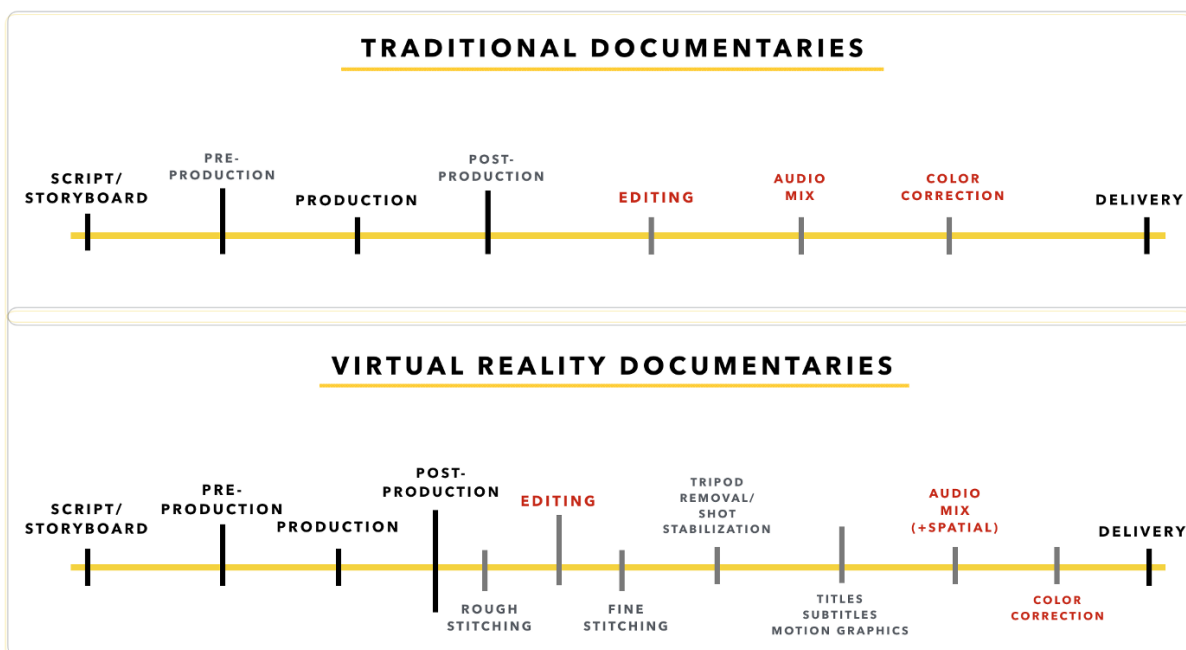 TRADITIONAL DOCUMENTARIES
SCRIPT/
STORYBOARD
PRE-
PRODUCTION
PRODUCTION
POST-
PRODUCTION
EDITING
AUDIO
MIX
COLOR
CORRECTION
DELIVERY
VIRTUAL REALITY DOCUMENTARIES
SCRIPT/
STORYBOARD
PRE-
PRODUCTION
PRODUCTION
POST-
PRODUCTION
ROUGH
STITCHING
EDITING
FINE
STITCHING
TRIPOD
REMOVAL/
SHOT
STABILIZATION
TITLES
SUBTITLES
MOTION GRAPHICS
AUDIO
MIX
(+SPATIAL)
COLOR
CORRECTION
DELIVERY